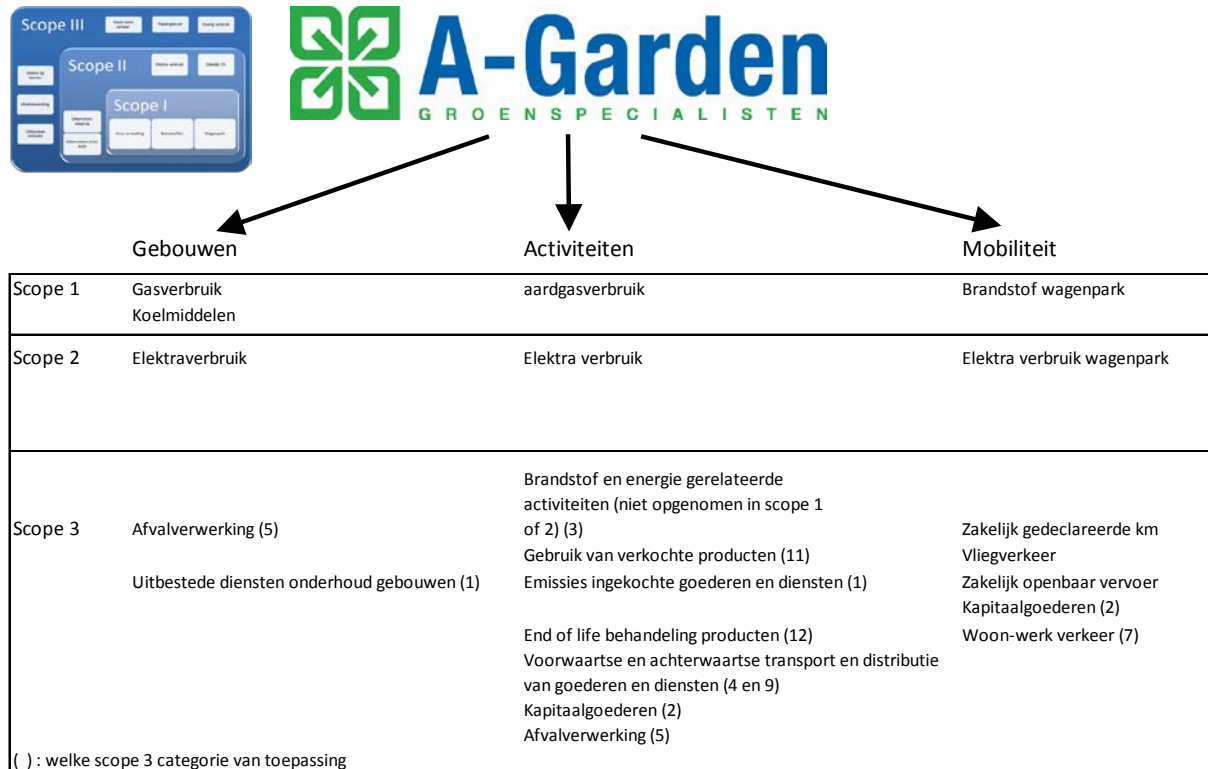 Scope III
Scope II
Scope I
A-Garden
GROENSPECIALISTEN
Gebouwen Activiteiten Mobiliteit
Scope 1 Gasverbruik aardgasverbruik Brandstof wagenpark
Koelmiddelen
Scope 2 Elektraverbruik Elektra verbruik Elektra verbruik wagenpark
Brandstof en energie gerelateerde
activiteiten (niet opgenomen in scope 1
Scope 3 Afvalverwerking (5) of 2) (3) Zakelijk gedeclareerde km
Gebruik van verkochte producten (11) Vliegverkeer
Uitbestede diensten onderhoud gebouwen (1) Emissies ingekochte goederen en diensten (1) Zakelijk openbaar vervoer
Kapitaalgoederen (2)
End of life behandeling producten (12) Woon-werk verkeer (7)
Voorwaartse en achterwaartse transport en distributie
van goederen en diensten (4 en 9)
Kapitaalgoederen (2)
Afvalverwerking (5)
( ) : welke scope 3 categorie van toepassing